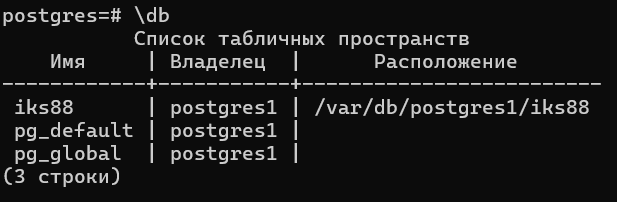 postgres=# \db
Список табличных пространств
Имя | Владелец | Расположение
------------+-----------+-------------------------
iks88 | postgres1 | /var/db/postgres1/iks88
pg_default | postgres1 |
pg_global | postgres1 |
(3 строки)